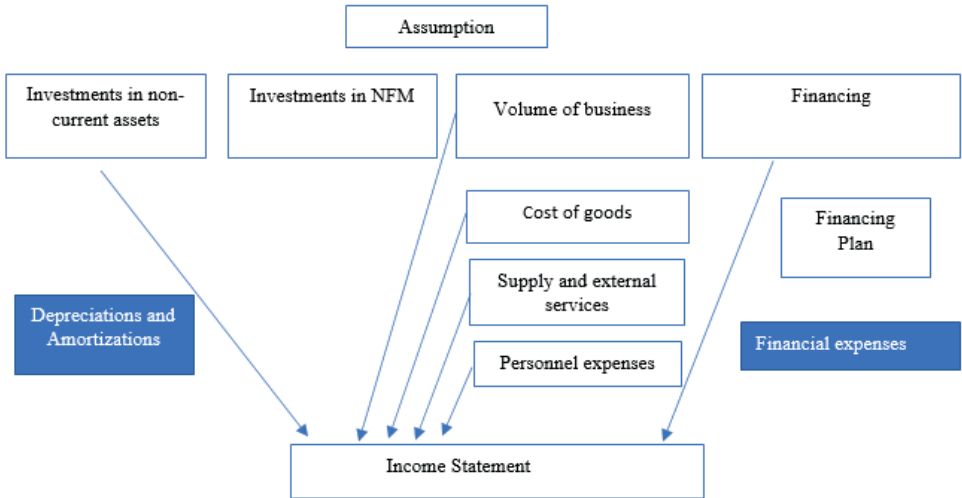 Assumption
Investments in non-
current assets
Investments in NFM
Volume of business
Financing
Cost of goods
Financing
Plan
Supply and external
services
Depreciations and
Amortizations
Financial expenses
Personnel expenses
Income Statement